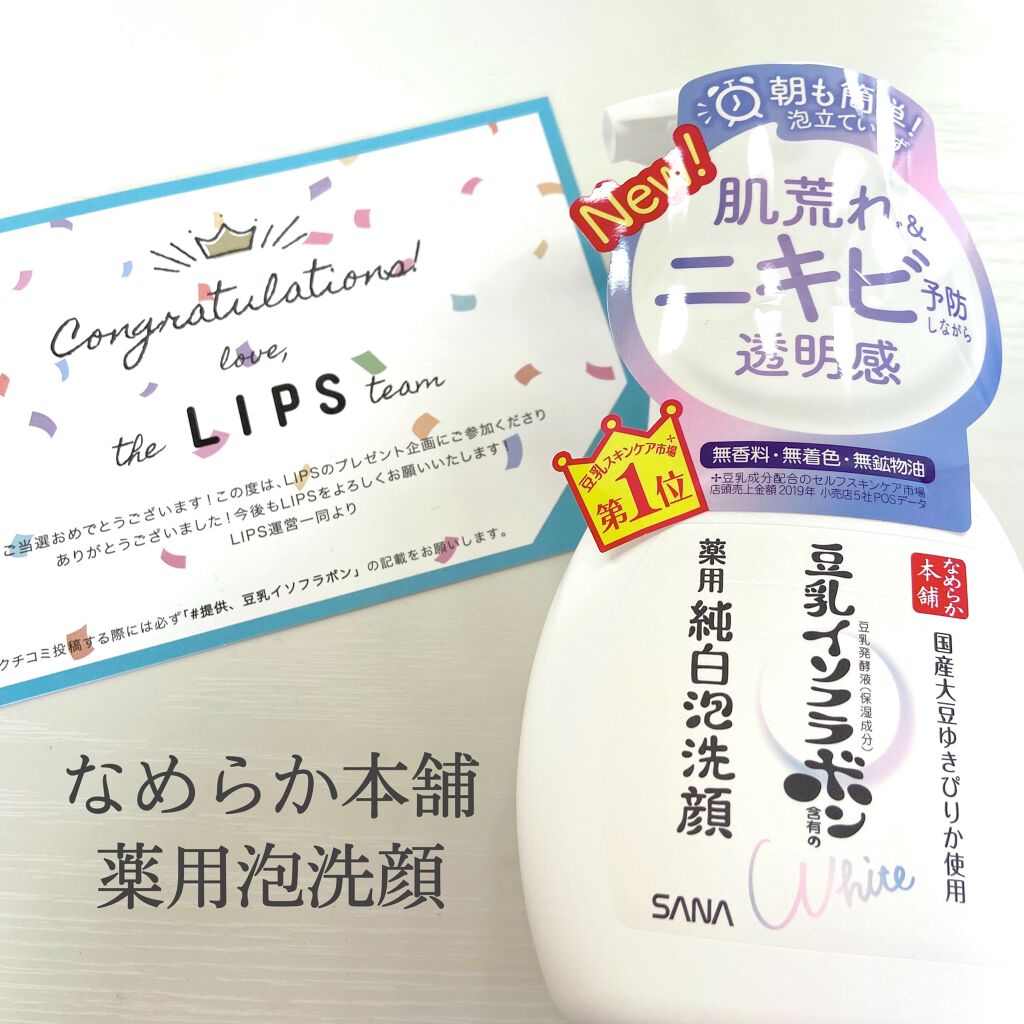 Congratulations!
love,
the LIPS team
ご当選おめでとうございます!この度は、LIPSのプレゼント企画にご参加くださり
ありがとうございました!今後もLIPSをよろしくお願いいたします!
LIPS運営一同より
クチコミ投稿する際には必ず「#提供、豆乳イソフラボン」の記載をお願いします。
なめらか本舗
薬用泡洗顔
朝も簡単!
泡立ていらず
New!
肌荒れ&
ニキビ予防
しながら
透明感
無香料・無着色・無鉱物油
+豆乳成分配合のセルフスキンケア市場
店頭売上金額2019年 小売店5社POSデータ
豆乳スキンケア市場+
第1位
なめらか
本舗
国産大豆ゆきぴりか使用
豆乳発酵液(保湿成分)
豆乳イソフラボン含有の
薬用純白泡洗顔
White
SANA